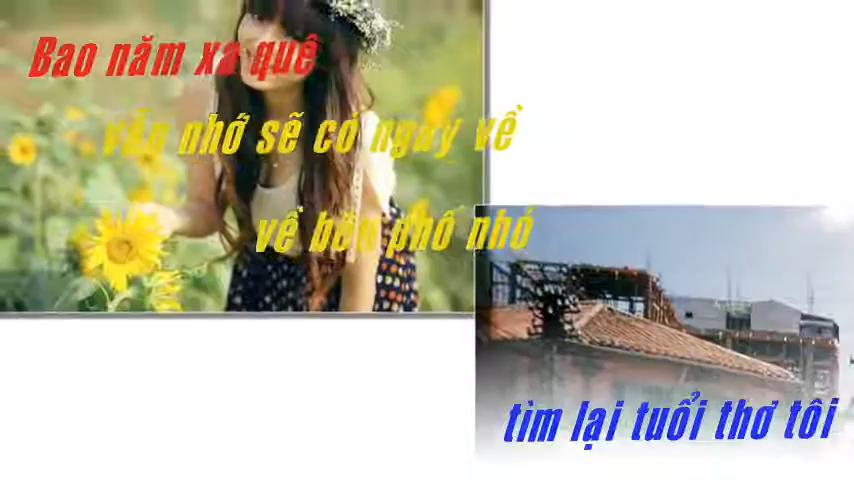 Bao năm xa quê
vẫn nhớ sẽ có ngày về
về bên phố nhỏ
tìm lại tuổi thơ tôi